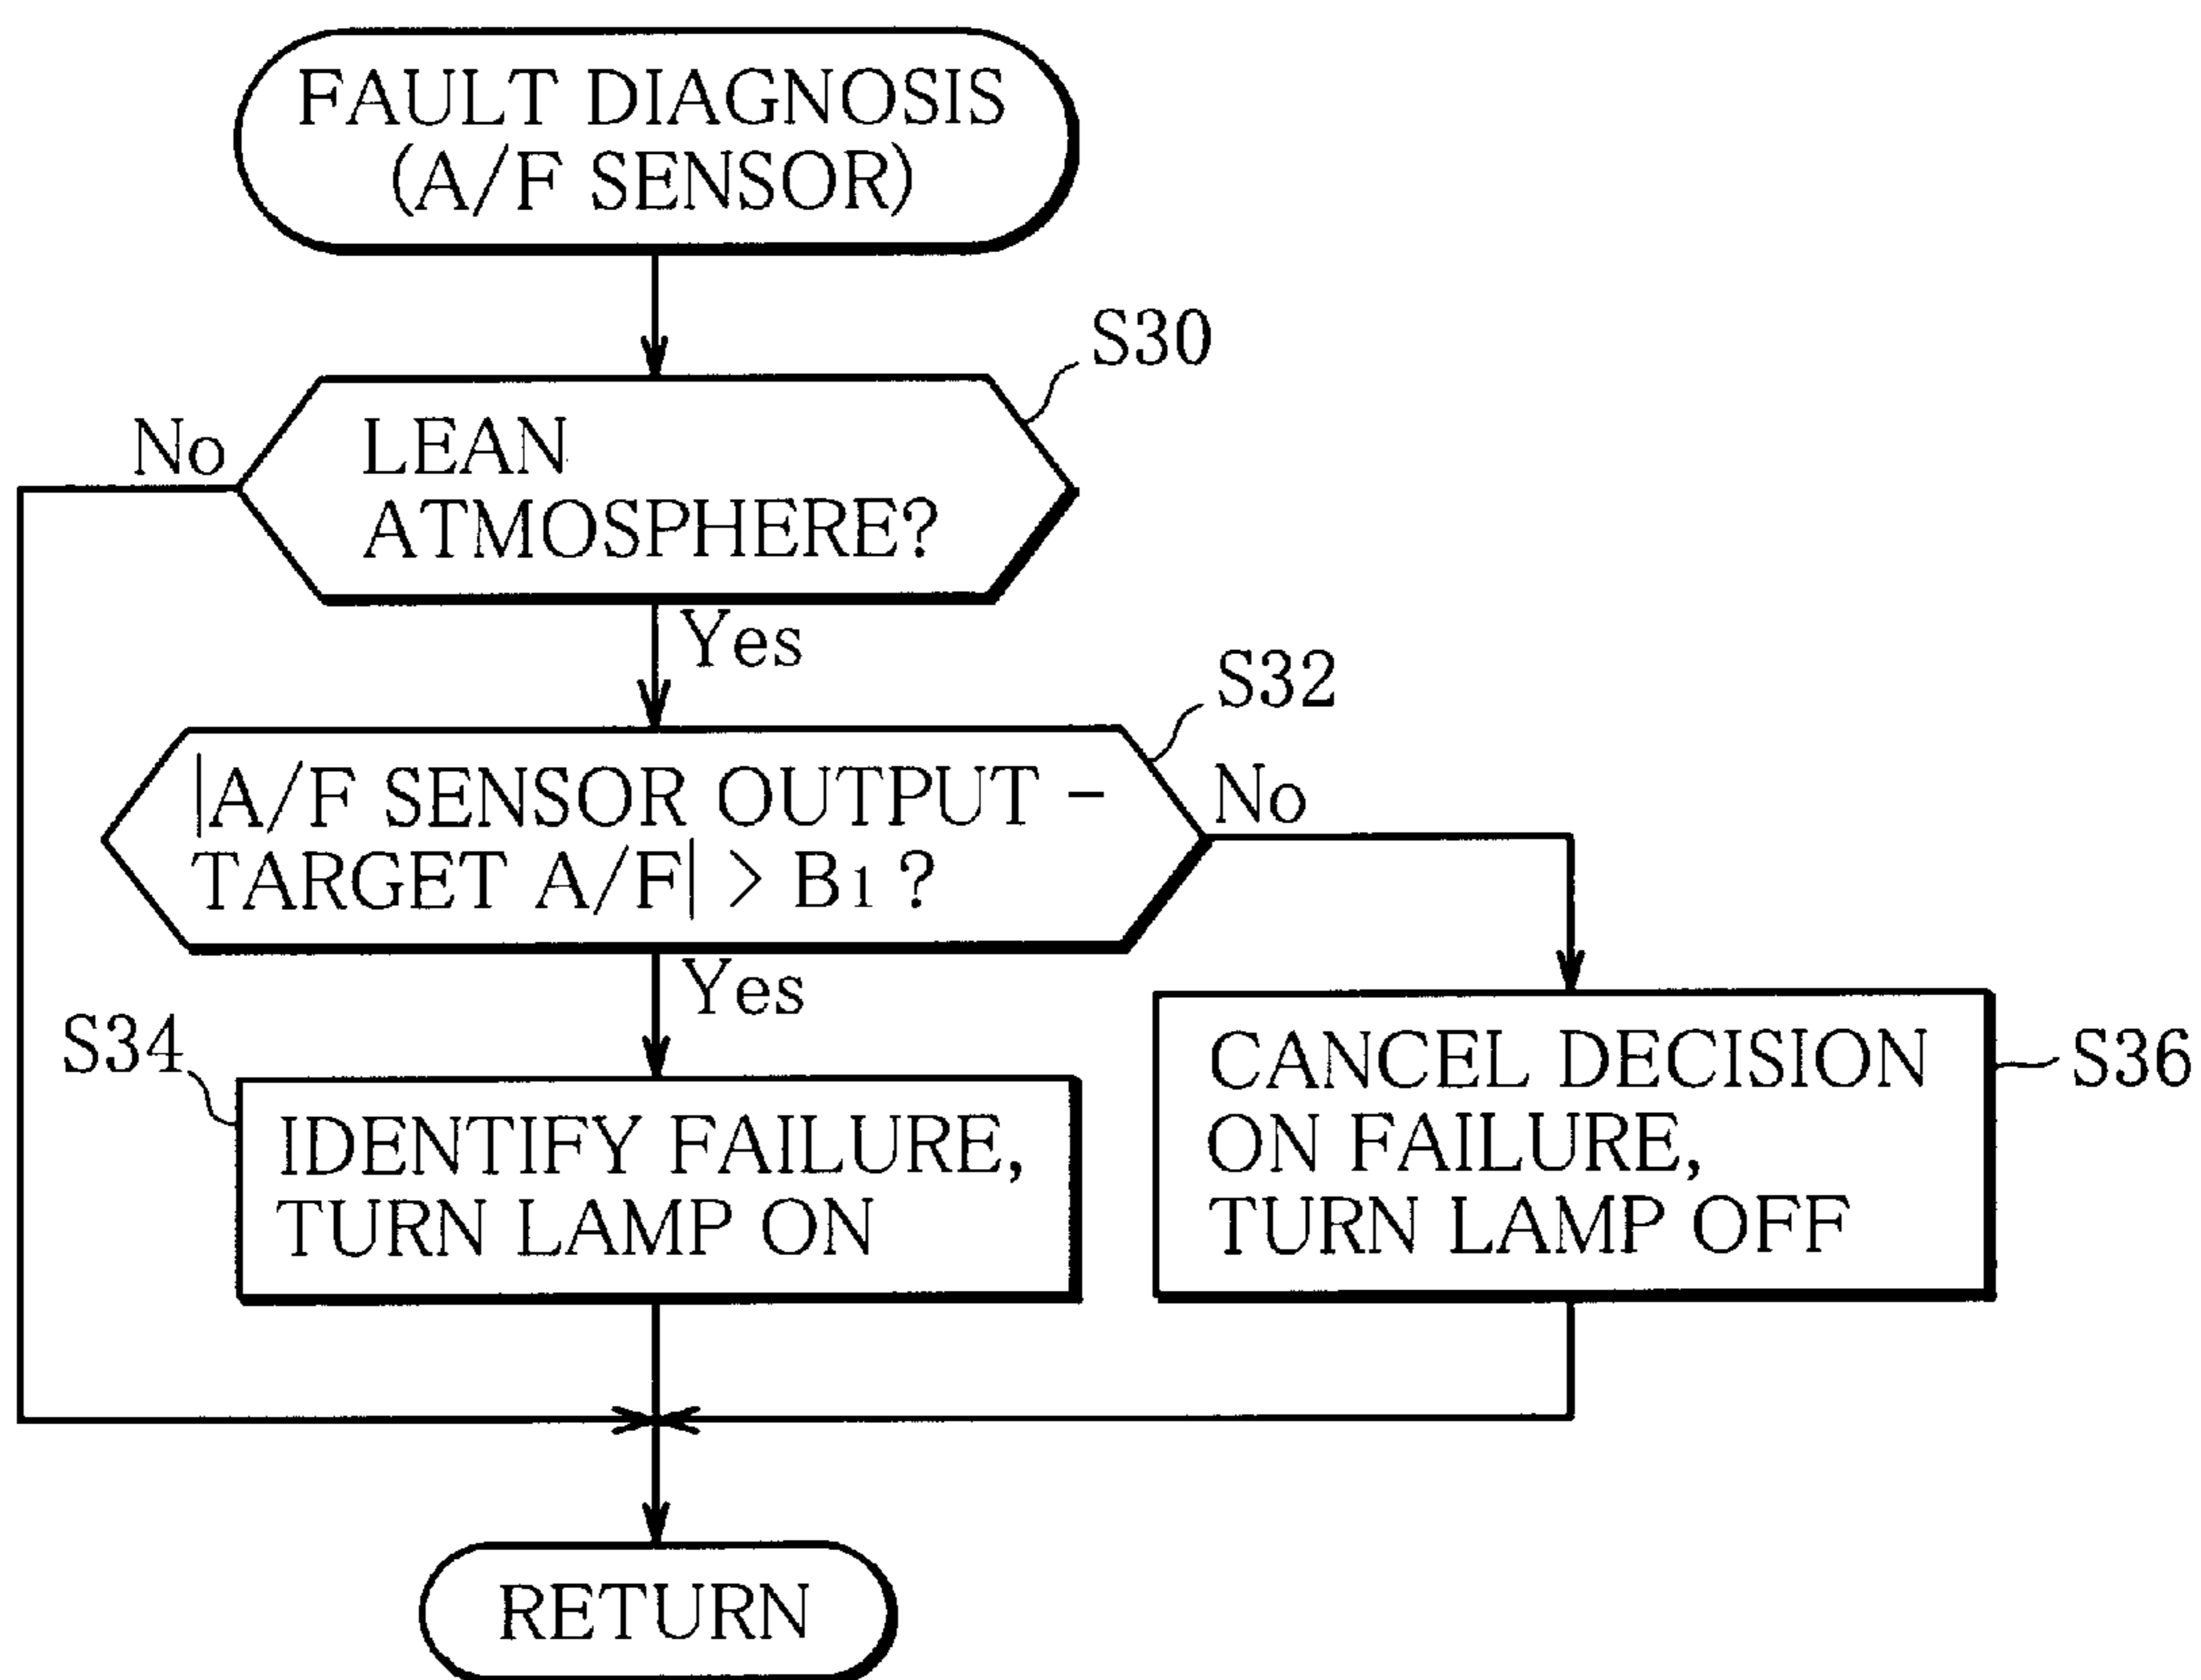 FAULT DIAGNOSIS
(A/F SENSOR)
S30
No
LEAN
ATMOSPHERE?
Yes
S32
|A/F SENSOR OUTPUT -
TARGET A/F| > B1 ?
No
Yes
S34
IDENTIFY FAILURE,
TURN LAMP ON
CANCEL DECISION
ON FAILURE,
TURN LAMP OFF
S36
RETURN